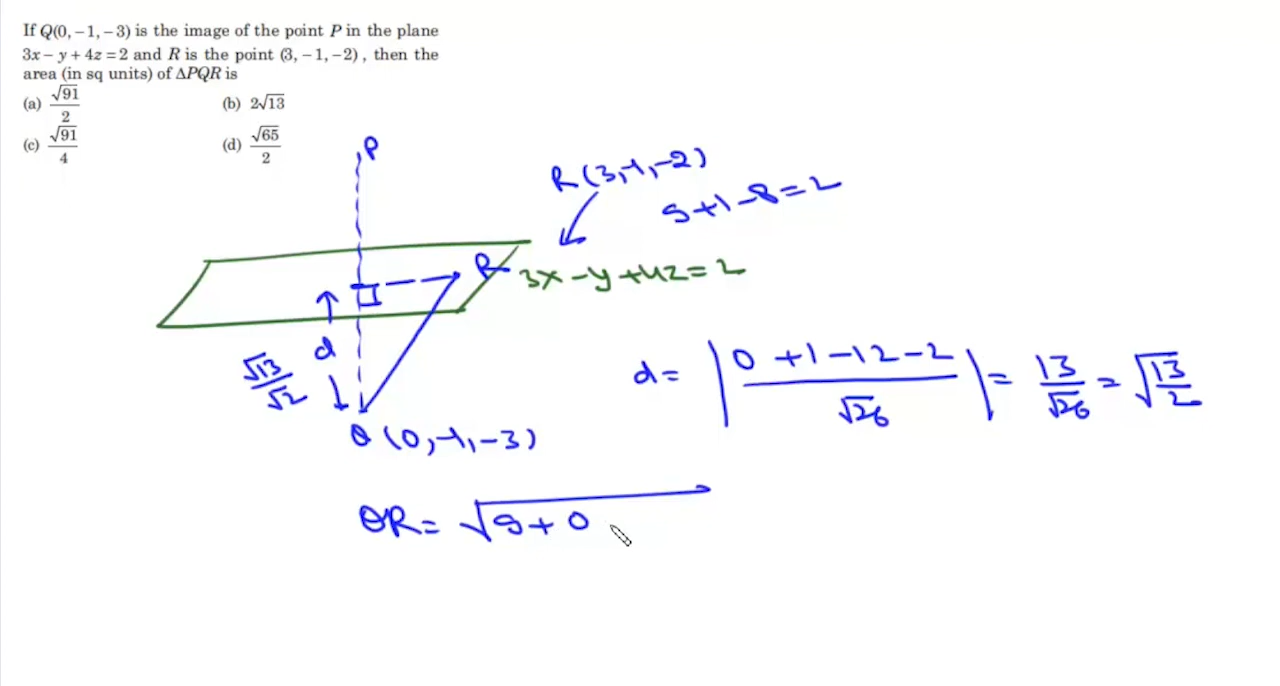 If Q(0, −1, −3) is the image of the point P in the plane
3x − y + 4z = 2 and R is the point (3, −1, −2), then the
area (in sq units) of ΔPQR is
(a) √91/2 (b) 2√13
(c) √91/4 (d) √65/2
P
R(3,-1,-2)
9+1-8=2
R
3x-y+4z=2
d
√13/√2
d = |0+1-12-2/√26| = 13/√26 = √13/2
Q(0,-1,-3)
QR = √9+0